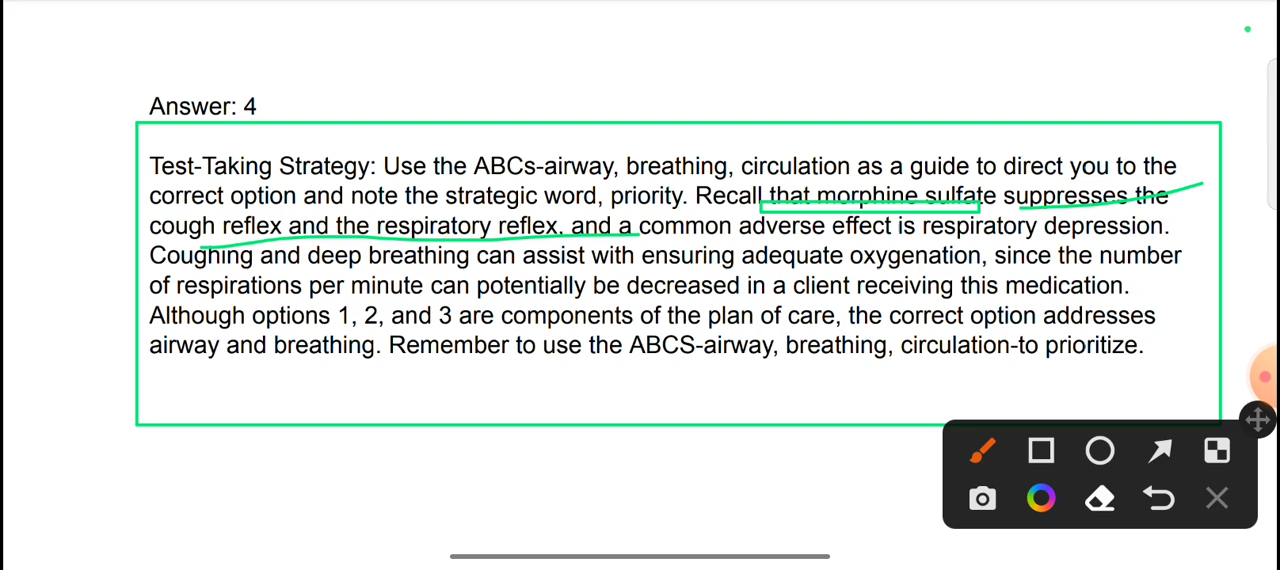 Answer: 4
Test-Taking Strategy: Use the ABCs-airway, breathing, circulation as a guide to direct you to the
correct option and note the strategic word, priority. Recall that morphine sulfate suppresses the
cough reflex and the respiratory reflex, and a common adverse effect is respiratory depression.
Coughing and deep breathing can assist with ensuring adequate oxygenation, since the number
of respirations per minute can potentially be decreased in a client receiving this medication.
Although options 1, 2, and 3 are components of the plan of care, the correct option addresses
airway and breathing. Remember to use the ABCS-airway, breathing, circulation-to prioritize.